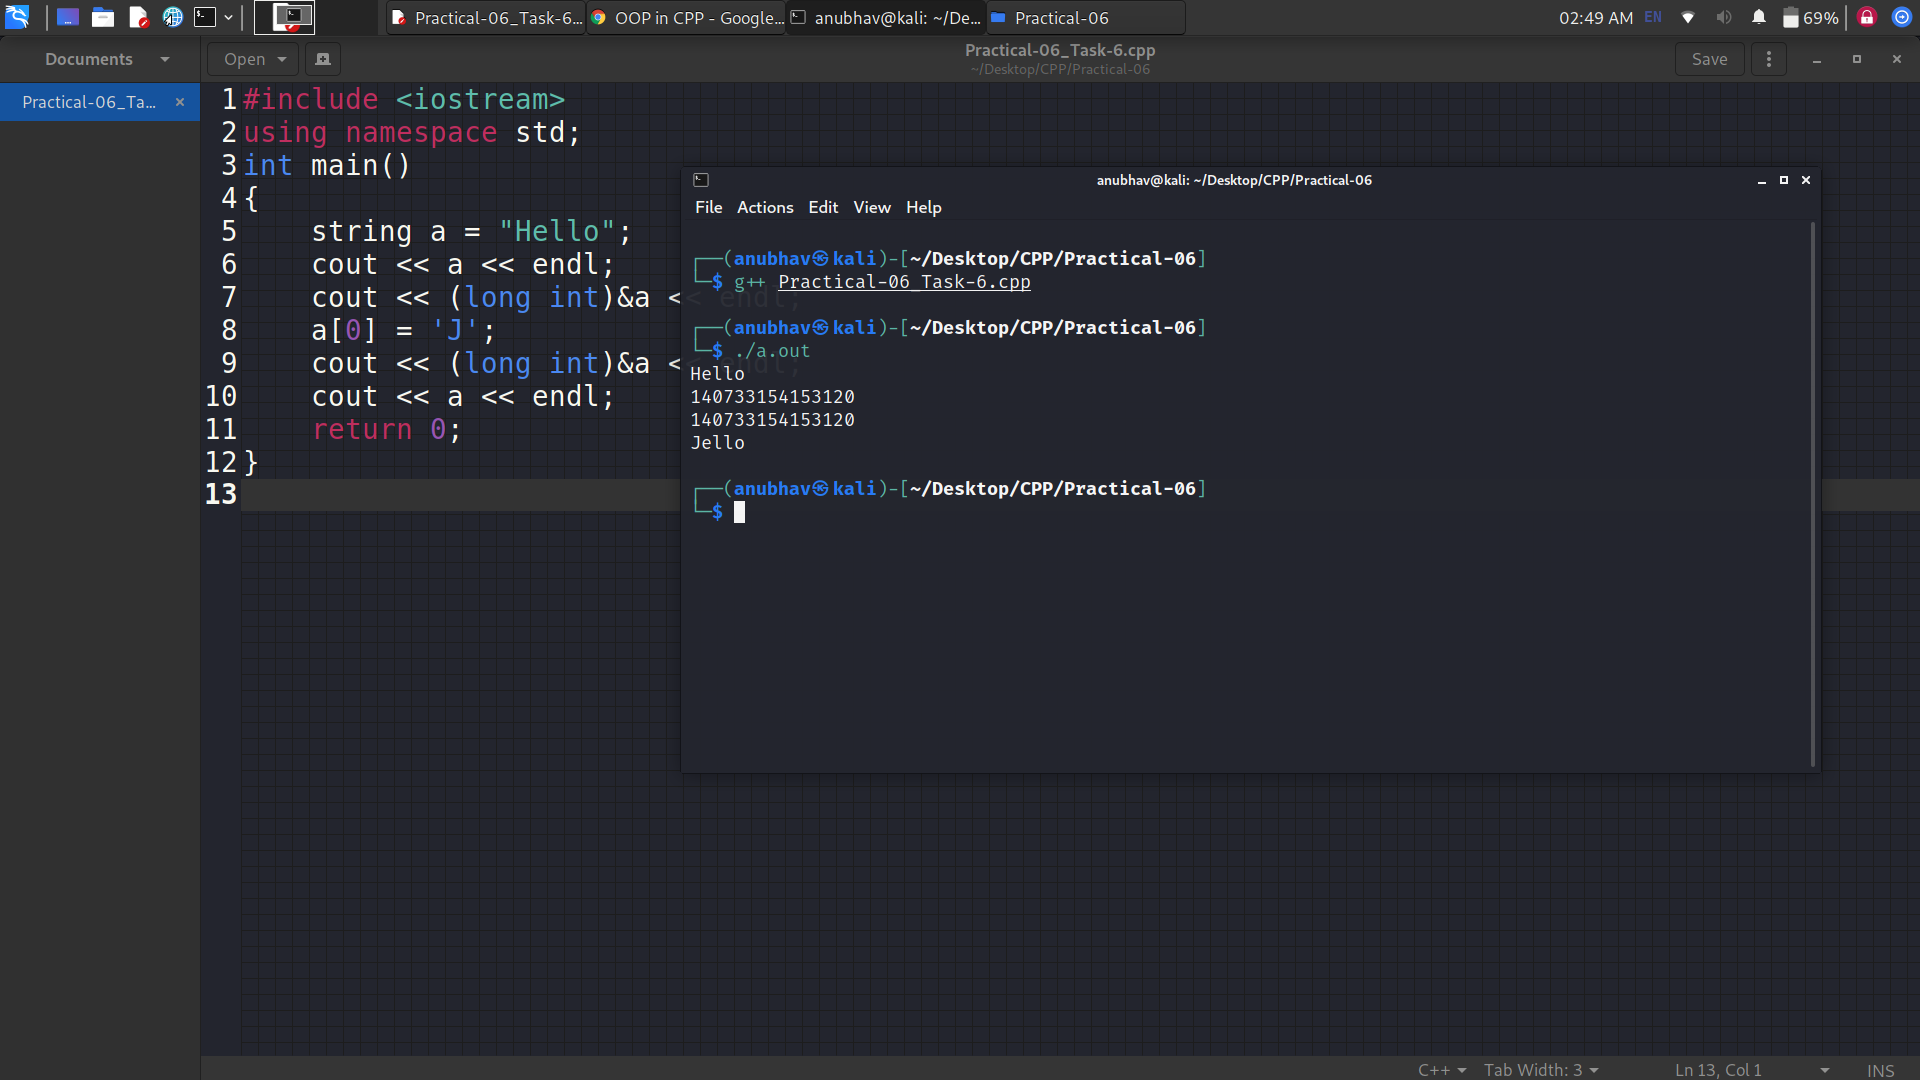 Practical-06_Task-6...
OOP in CPP - Google...
anubhav@kali: ~/De...
Practical-06
02:49 AM
EN
69%
Documents
Open
Practical-06_Task-6.cpp
~/Desktop/CPP/Practical-06
Save
Practical-06_Ta...
1 #include <iostream>
2 using namespace std;
3 int main()
4 {
5     string a = "Hello";
6     cout << a << endl;
7     cout << (long int)&a << endl;
8     a[0] = 'J';
9     cout << (long int)&a << endl;
10     cout << a << endl;
11     return 0;
12 }
13
anubhav@kali: ~/Desktop/CPP/Practical-06
File Actions Edit View Help
┌──(anubhav㉿kali)-[~/Desktop/CPP/Practical-06]
└─$ g++ Practical-06_Task-6.cpp
┌──(anubhav㉿kali)-[~/Desktop/CPP/Practical-06]
└─$ ./a.out
Hello
140733154153120
140733154153120
Jello
┌──(anubhav㉿kali)-[~/Desktop/CPP/Practical-06]
└─$
C++
Tab Width: 3
Ln 13, Col 1
INS